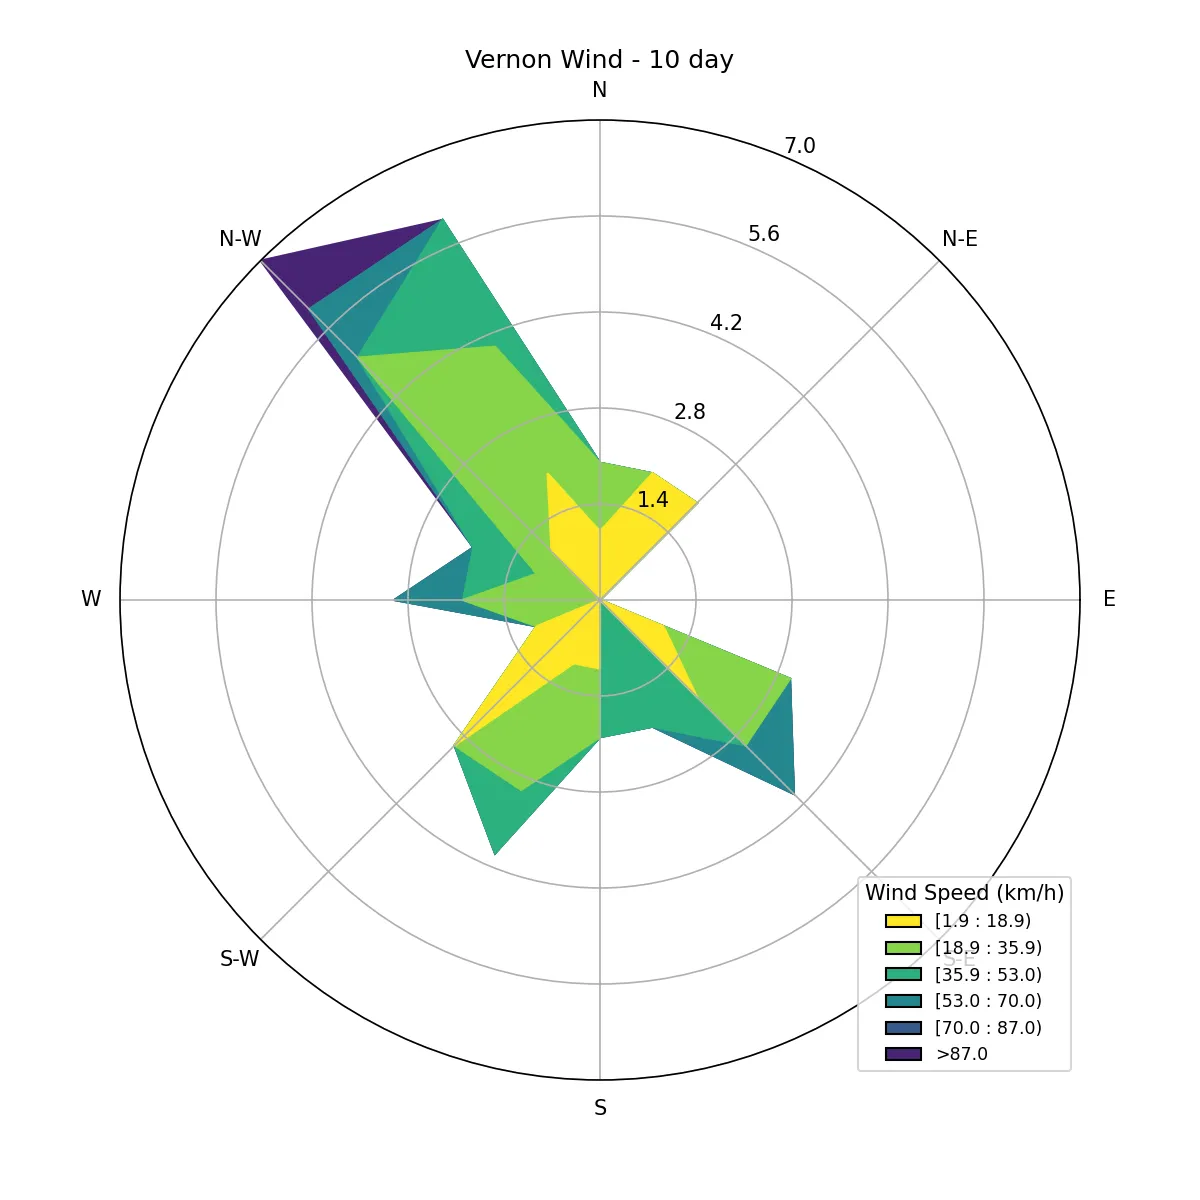 Vernon Wind - 10 day
N
7.0
5.6
N-W
N-E
4.2
2.8
1.4
W
E
Wind Speed (km/h)
[1.9 : 18.9)
[18.9 : 35.9)
S-W
S-E
[35.9 : 53.0)
[53.0 : 70.0)
[70.0 : 87.0)
>87.0
S